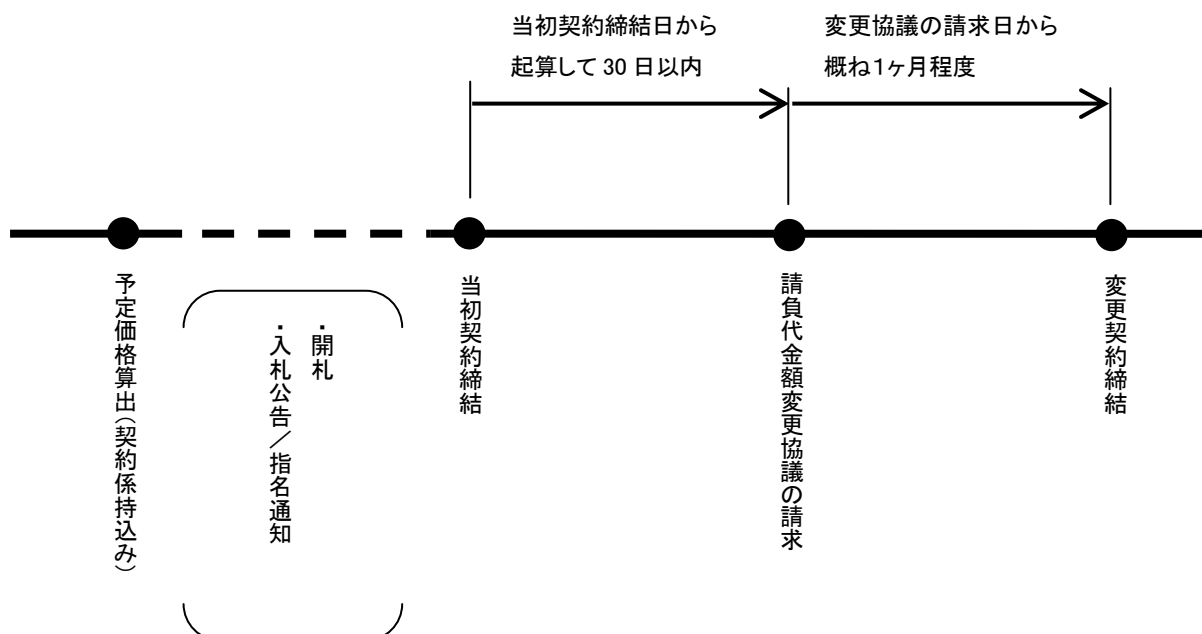 当初契約締結日から
起算して 30 日以内
変更協議の請求日から
概ね1ヶ月程度
予定価格算出(契約係持込み)
・開札
・入札公告/指名通知
当初契約締結
請負代金額変更協議の請求
変更契約締結